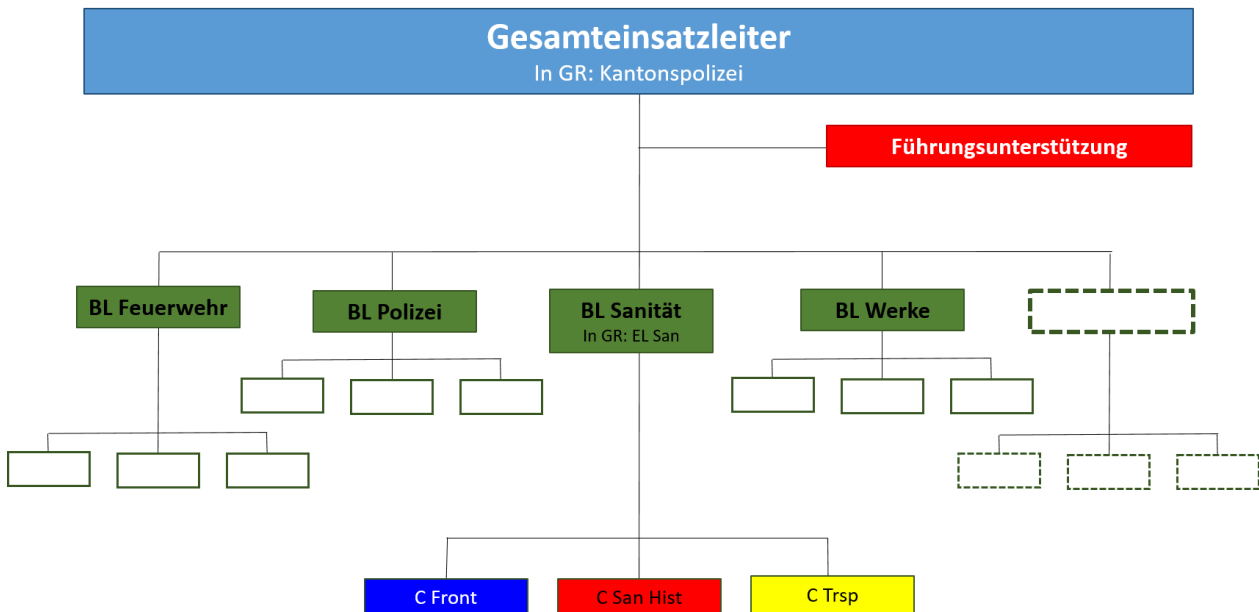 Gesamteinsatzleiter
In GR: Kantonspolizei
Führungsunterstützung
BL Feuerwehr
BL Polizei
BL Sanität
In GR: EL San
BL Werke
C Front
C San Hist
C Trsp